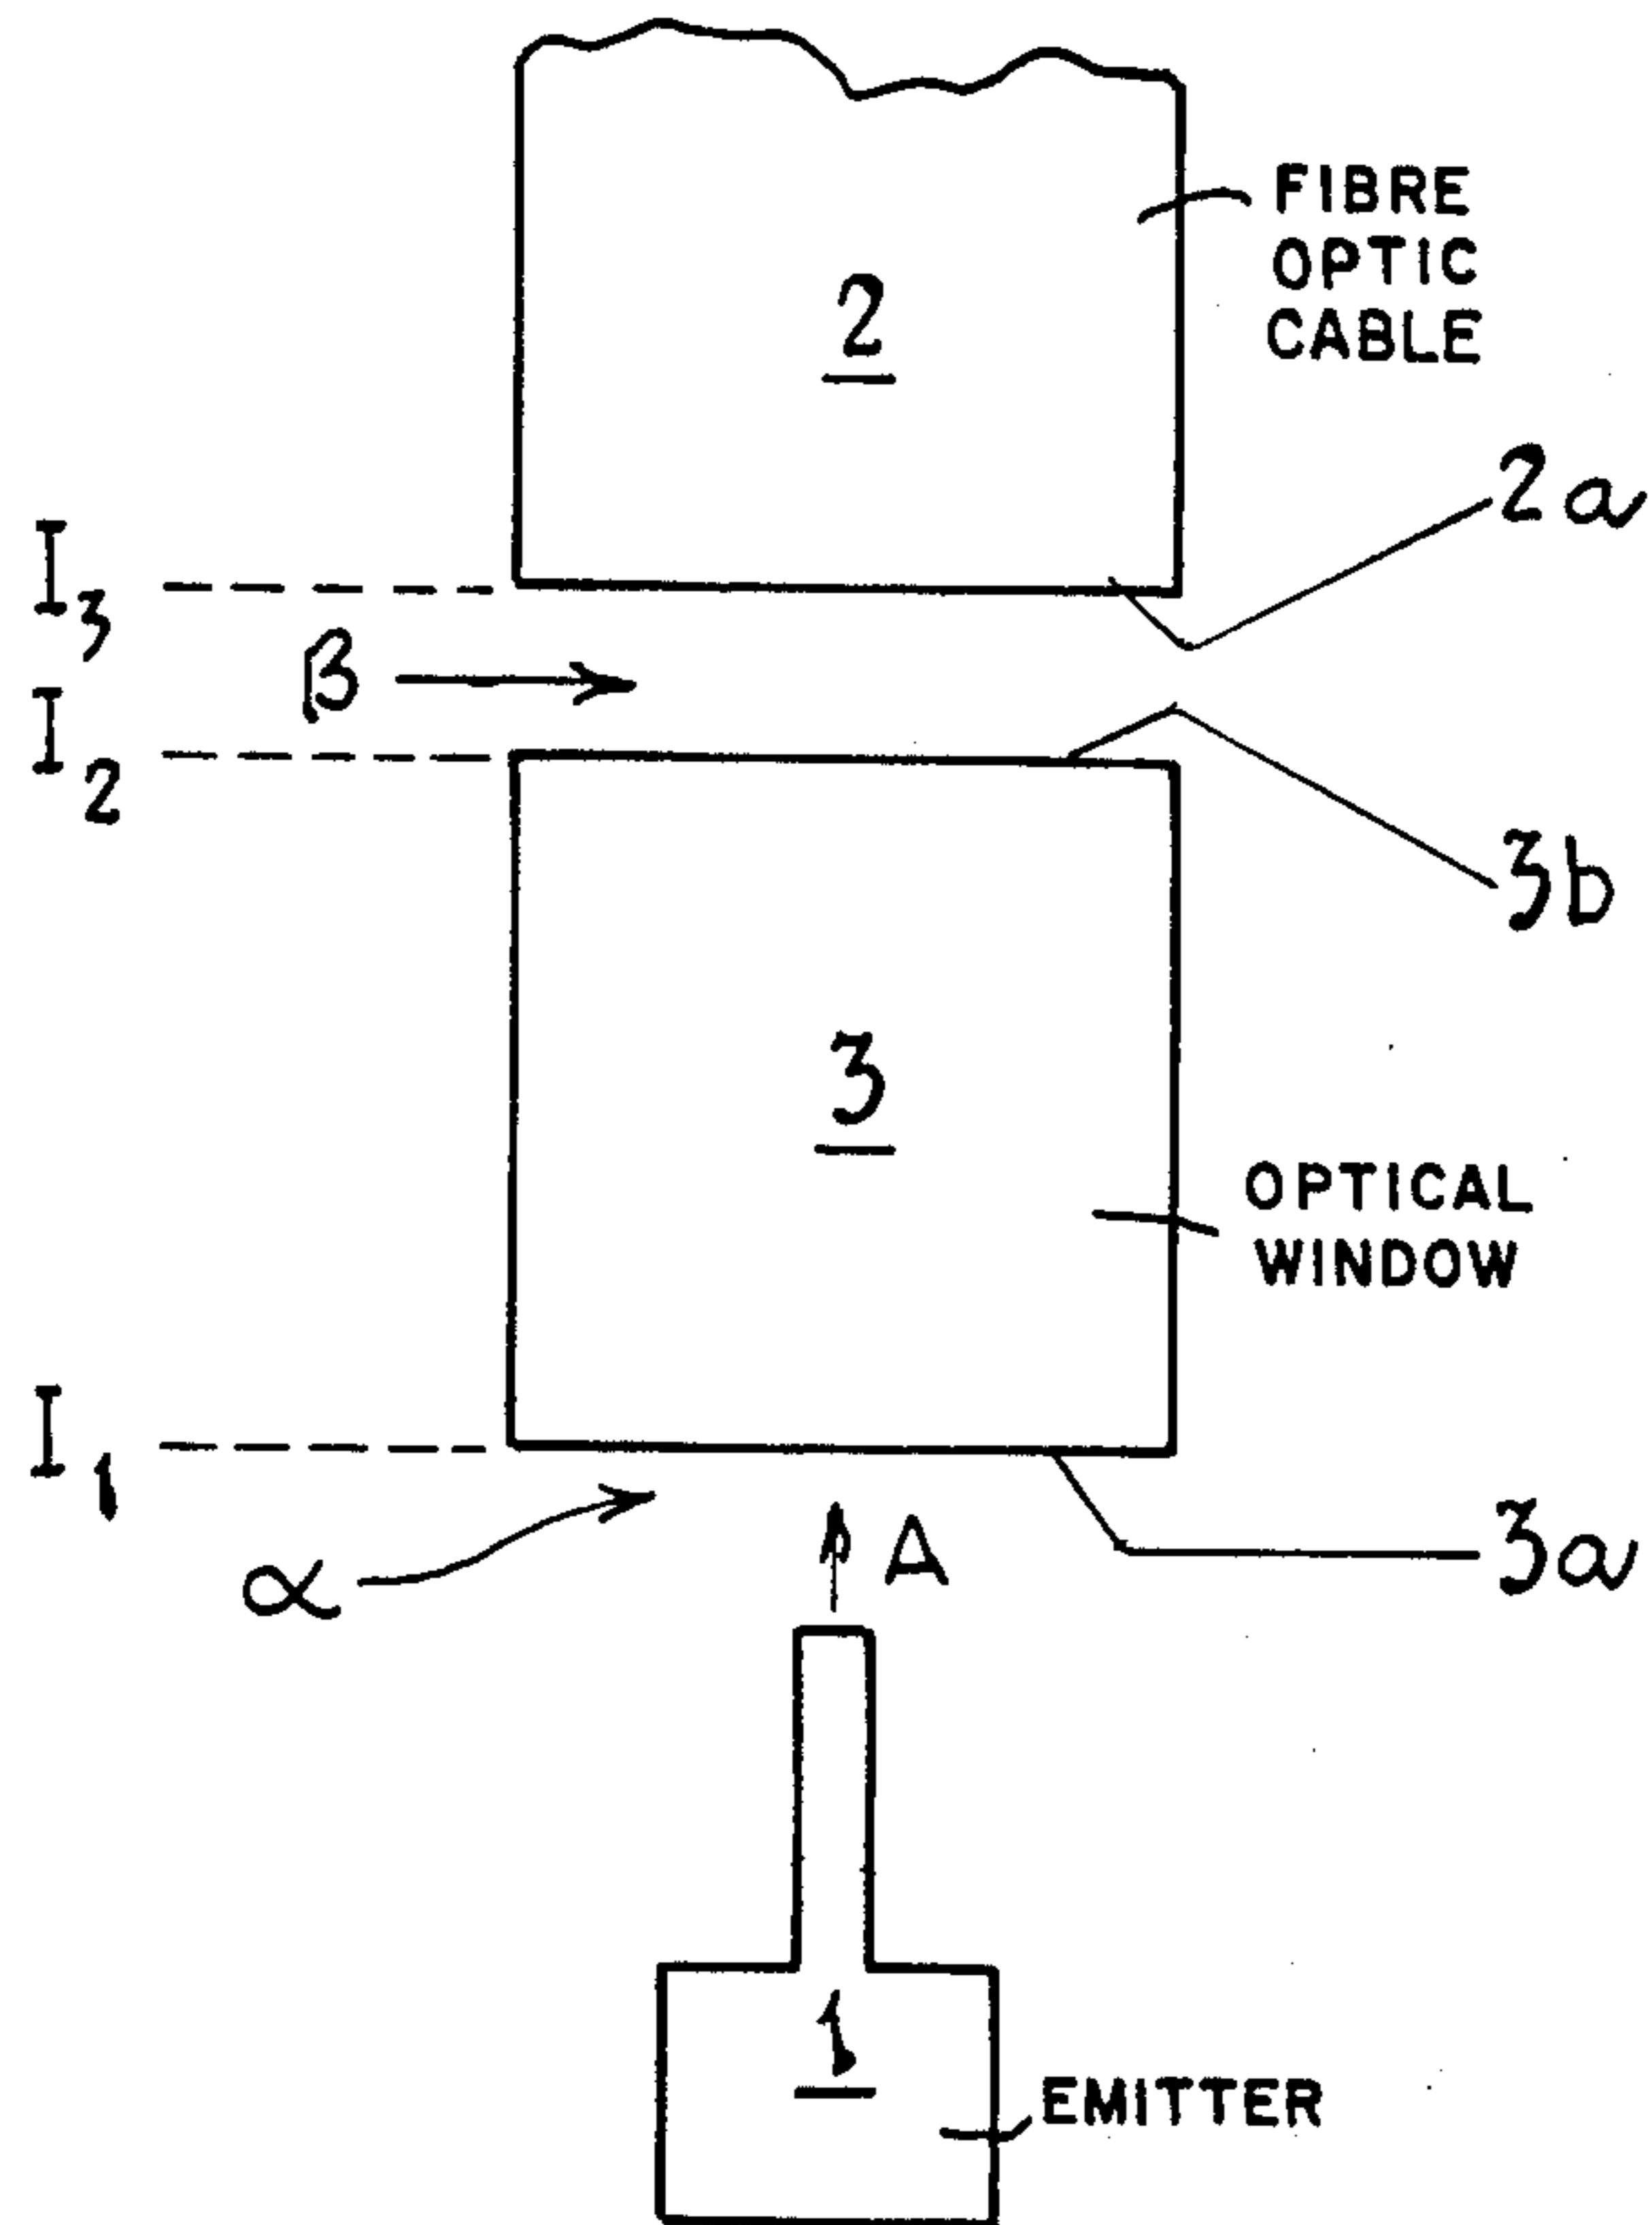 FIBRE
OPTIC
CABLE
2
2a
I3
β
I2
3b
3
OPTICAL
WINDOW
I1
A
3a
α
1
EMITTER